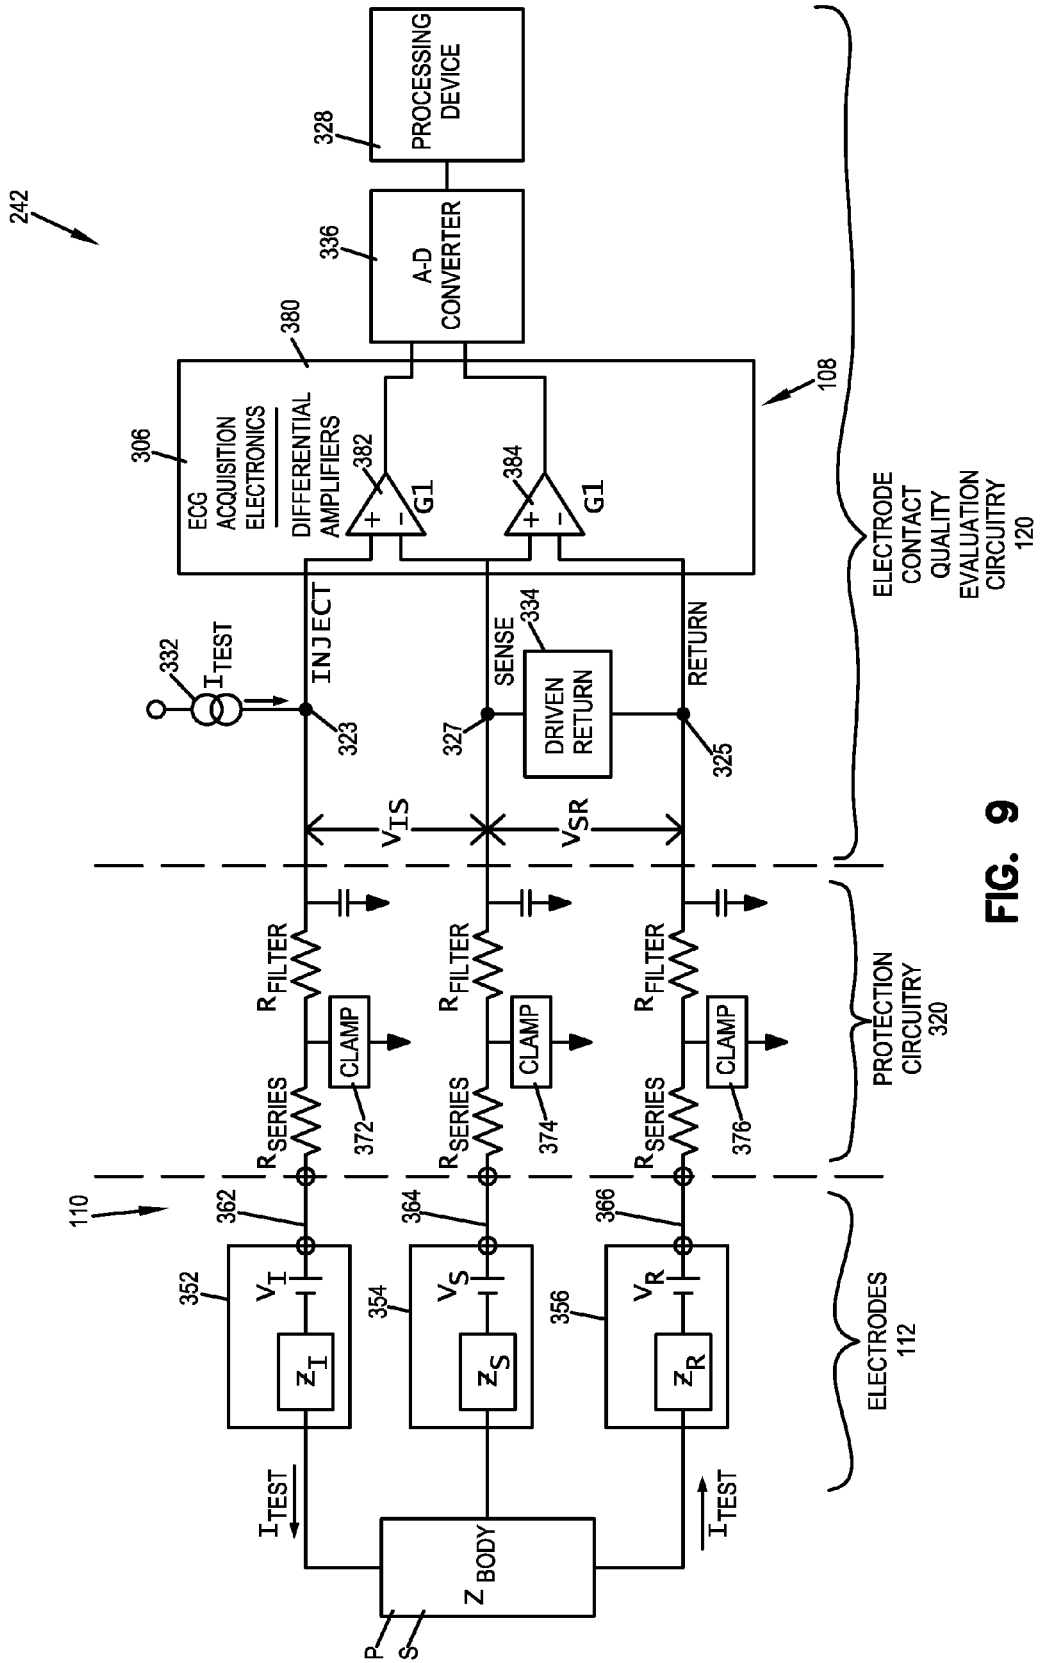 242
110
352
V I
Z I
362
354
V S
Z S
364
356
V R
Z R
366
I TEST
I TEST
Z BODY
P
S
ELECTRODES
112
R SERIES
R FILTER
CLAMP
372
R SERIES
R FILTER
CLAMP
374
R SERIES
R FILTER
CLAMP
376
PROTECTION
CIRCUITRY
320
V IS
V SR
332
I TEST
323
INJECT
327
SENSE
334
DRIVEN
RETURN
325
RETURN
306
ECG
ACQUISITION
ELECTRONICS
DIFFERENTIAL
AMPLIFIERS
380
382
+
−
G1
384
+
−
G1
108
336
A-D
CONVERTER
328
PROCESSING
DEVICE
ELECTRODE
CONTACT
QUALITY
EVALUATION
CIRCUITRY
120
FIG. 9